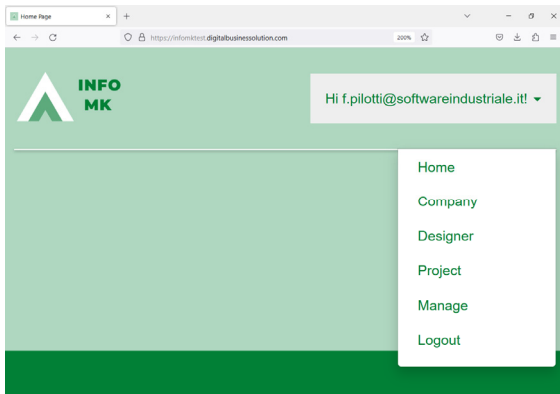 Home Page
https://infomktest.digitalbusinessolution.com
200%
INFO
MK
Hi f.pilotti@softwareindustriale.it!
Home
Company
Designer
Project
Manage
Logout